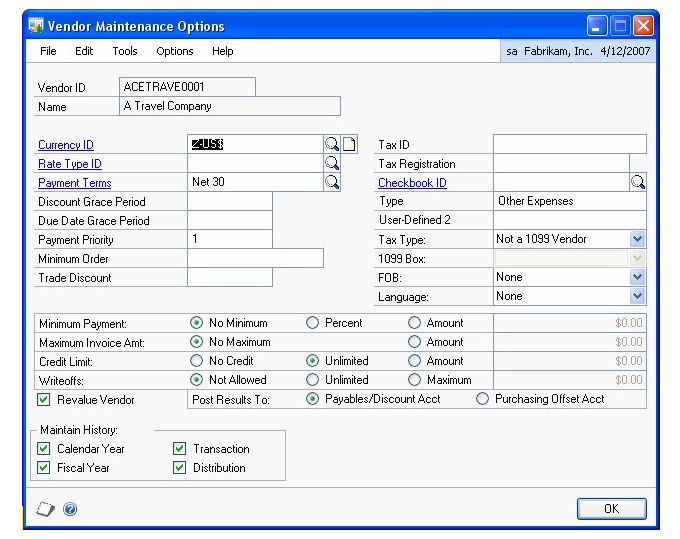 Vendor Maintenance Options
File Edit Tools Options Help sa Fabrikam, Inc. 4/12/2007
Vendor ID ACETRAVE0001
Name A Travel Company
Currency ID Z-US$ Tax ID
Rate Type ID Tax Registration
Payment Terms Net 30 Checkbook ID
Discount Grace Period Type Other Expenses
Due Date Grace Period User-Defined 2
Payment Priority 1 Tax Type: Not a 1099 Vendor
Minimum Order 1099 Box:
Trade Discount FOB: None
Language: None
Minimum Payment: No Minimum Percent Amount $0.00
Maximum Invoice Amt: No Maximum Amount $0.00
Credit Limit: No Credit Unlimited Amount $0.00
Writeoffs: Not Allowed Unlimited Maximum $0.00
Revalue Vendor Post Results To: Payables/Discount Acct Purchasing Offset Acct
Maintain History:
Calendar Year Transaction
Fiscal Year Distribution
OK